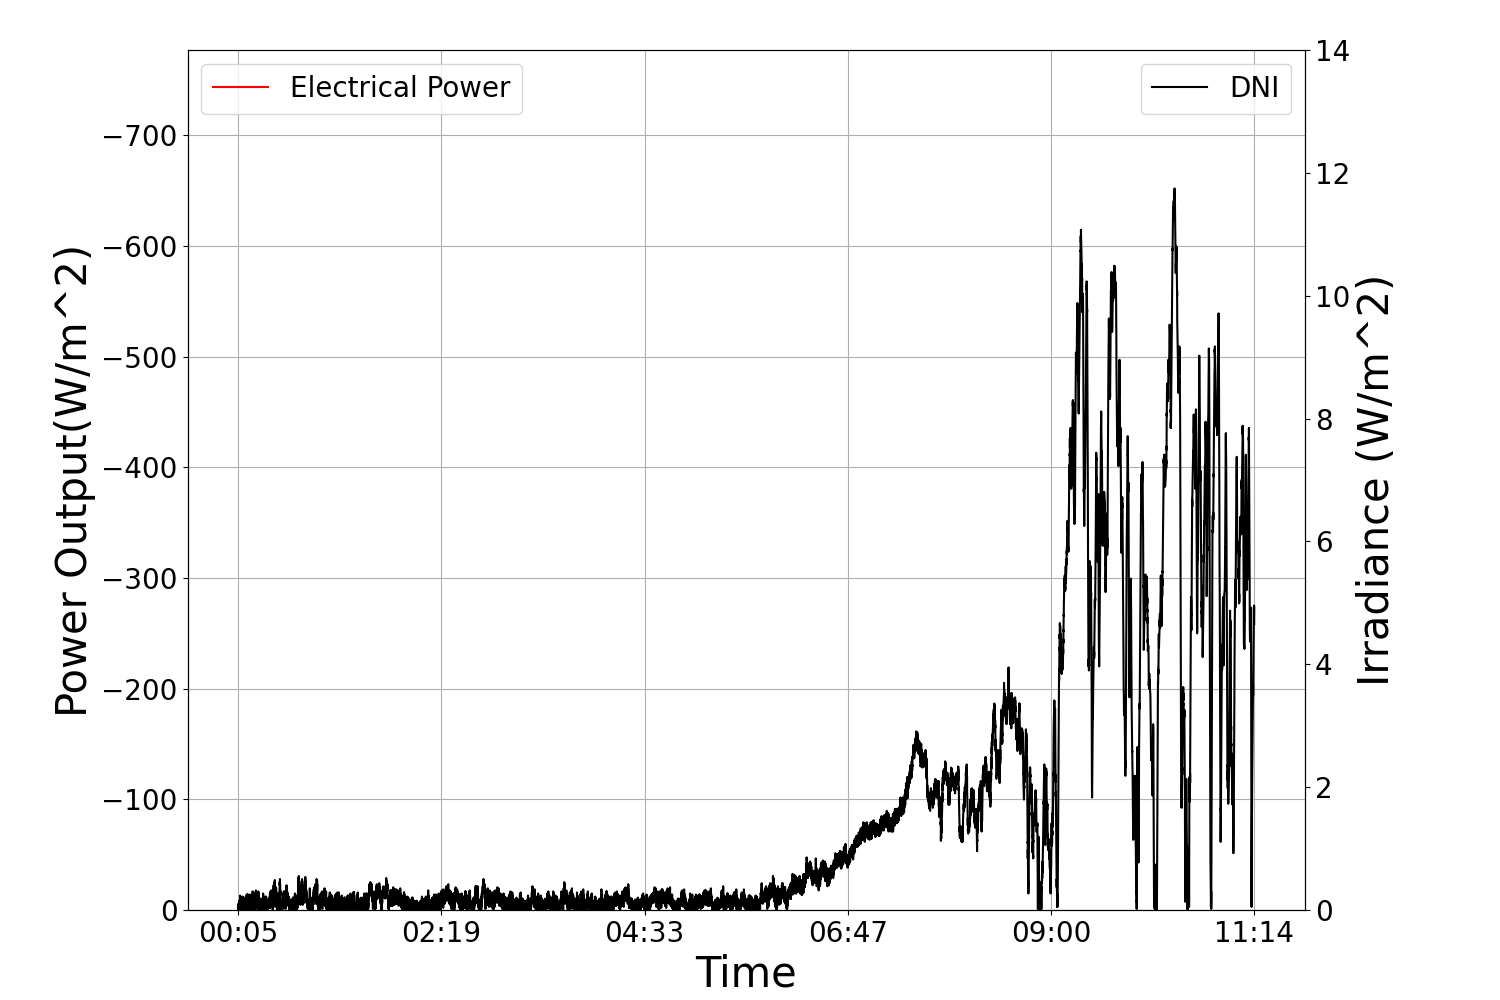 Electrical Power
DNI
Power Output(W/m^2)
−700
−600
−500
−400
−300
−200
−100
0
14
12
10
8
6
4
2
0
Irradiance (W/m^2)
00:05 02:19 04:33 06:47 09:00 11:14
Time